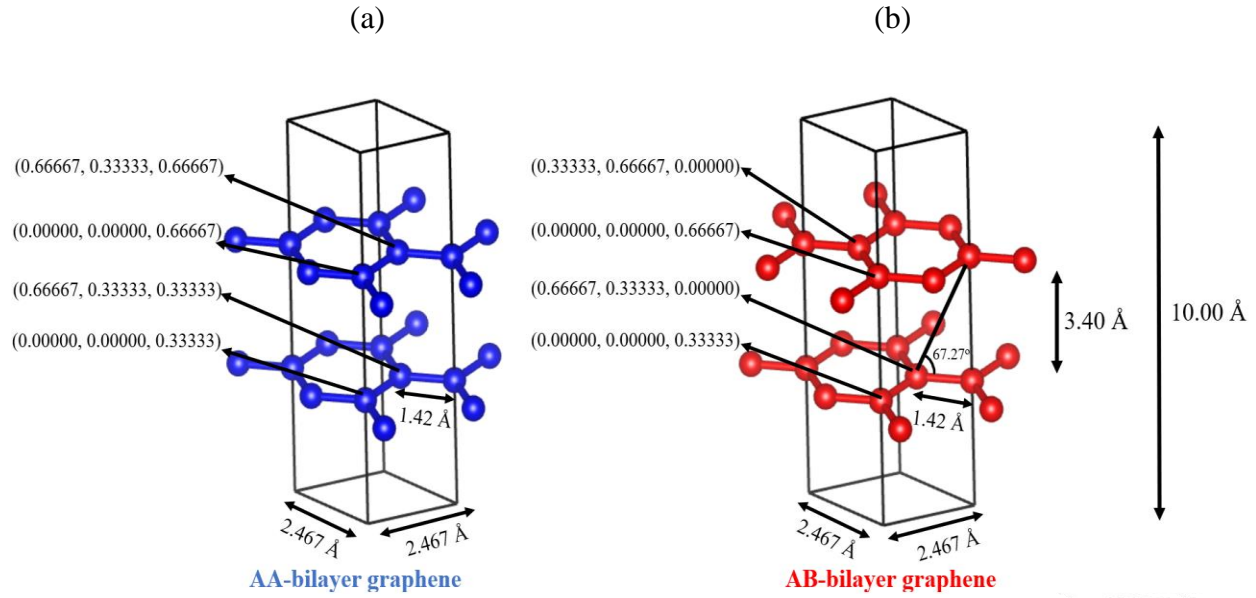 (a)
(0.66667, 0.33333, 0.66667)
(0.00000, 0.00000, 0.66667)
(0.66667, 0.33333, 0.33333)
(0.00000, 0.00000, 0.33333)
1.42 Å
2.467 Å
2.467 Å
AA-bilayer graphene
(b)
(0.33333, 0.66667, 0.00000)
(0.00000, 0.00000, 0.66667)
(0.66667, 0.33333, 0.00000)
(0.00000, 0.00000, 0.33333)
67.27°
1.42 Å
3.40 Å
10.00 Å
2.467 Å
2.467 Å
AB-bilayer graphene